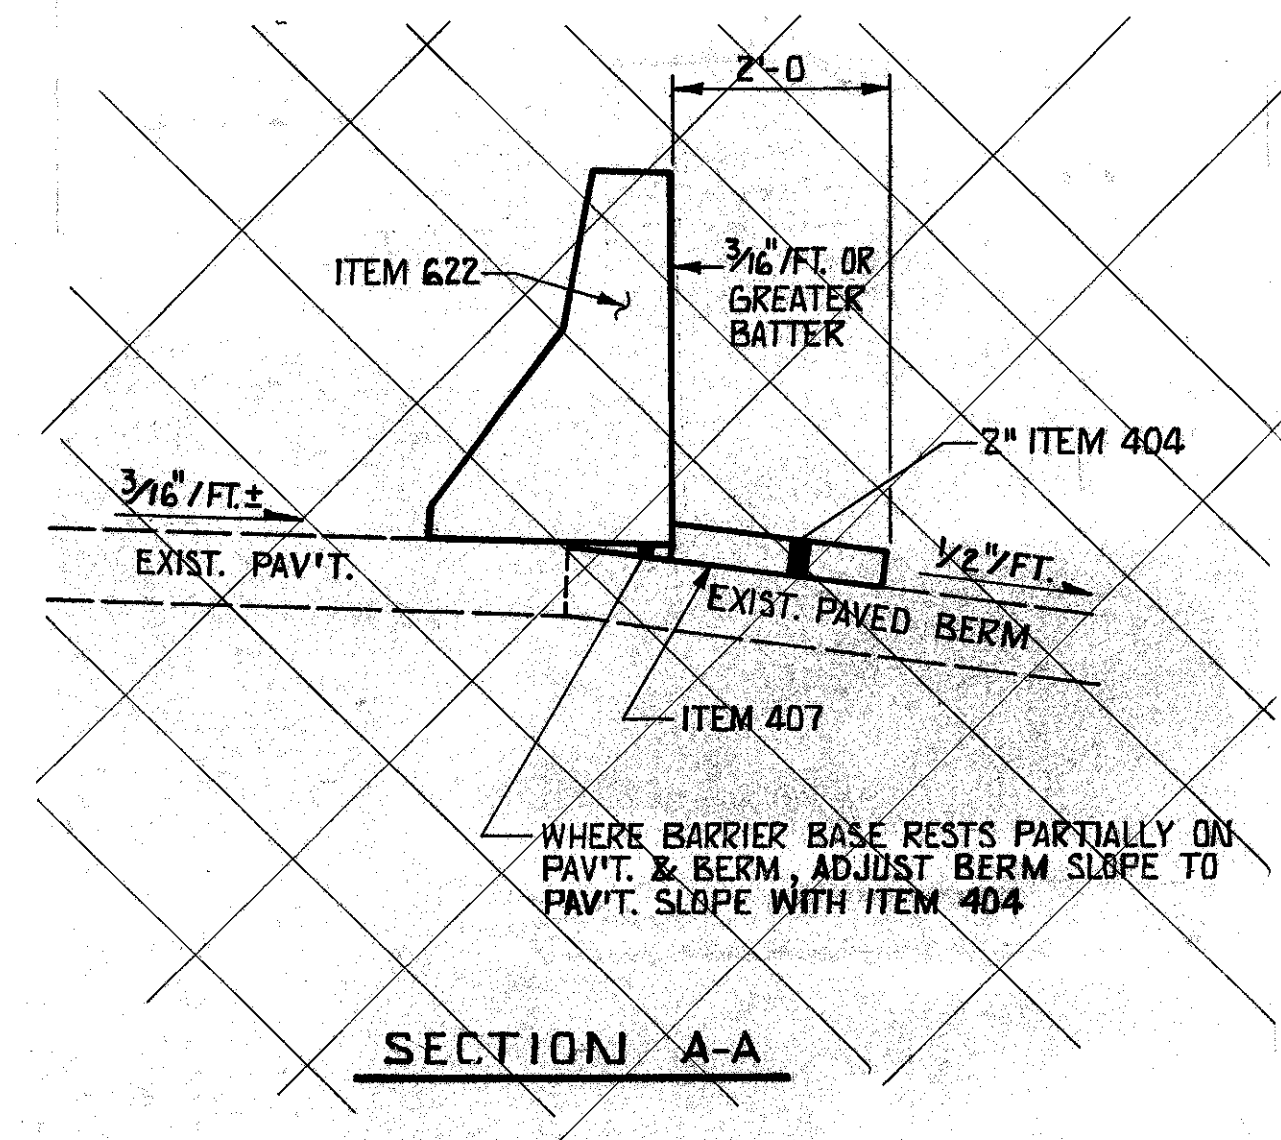 2'-0
ITEM 622
3/16"/FT. OR
GREATER
BATTER
2" ITEM 404
3/16"/FT.±
EXIST. PAV'T.
1/2"/FT.
EXIST. PAVED BERM
ITEM 407
WHERE BARRIER BASE RESTS PARTIALLY ON
PAV'T. & BERM, ADJUST BERM SLOPE TO
PAV'T. SLOPE WITH ITEM 404
SECTION A-A